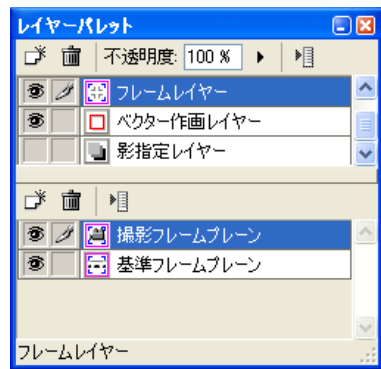 レイヤーパレット
不透明度: 100 %
フレームレイヤー
ベクター作画レイヤー
影指定レイヤー
撮影フレームプレーン
基準フレームプレーン
フレームレイヤー